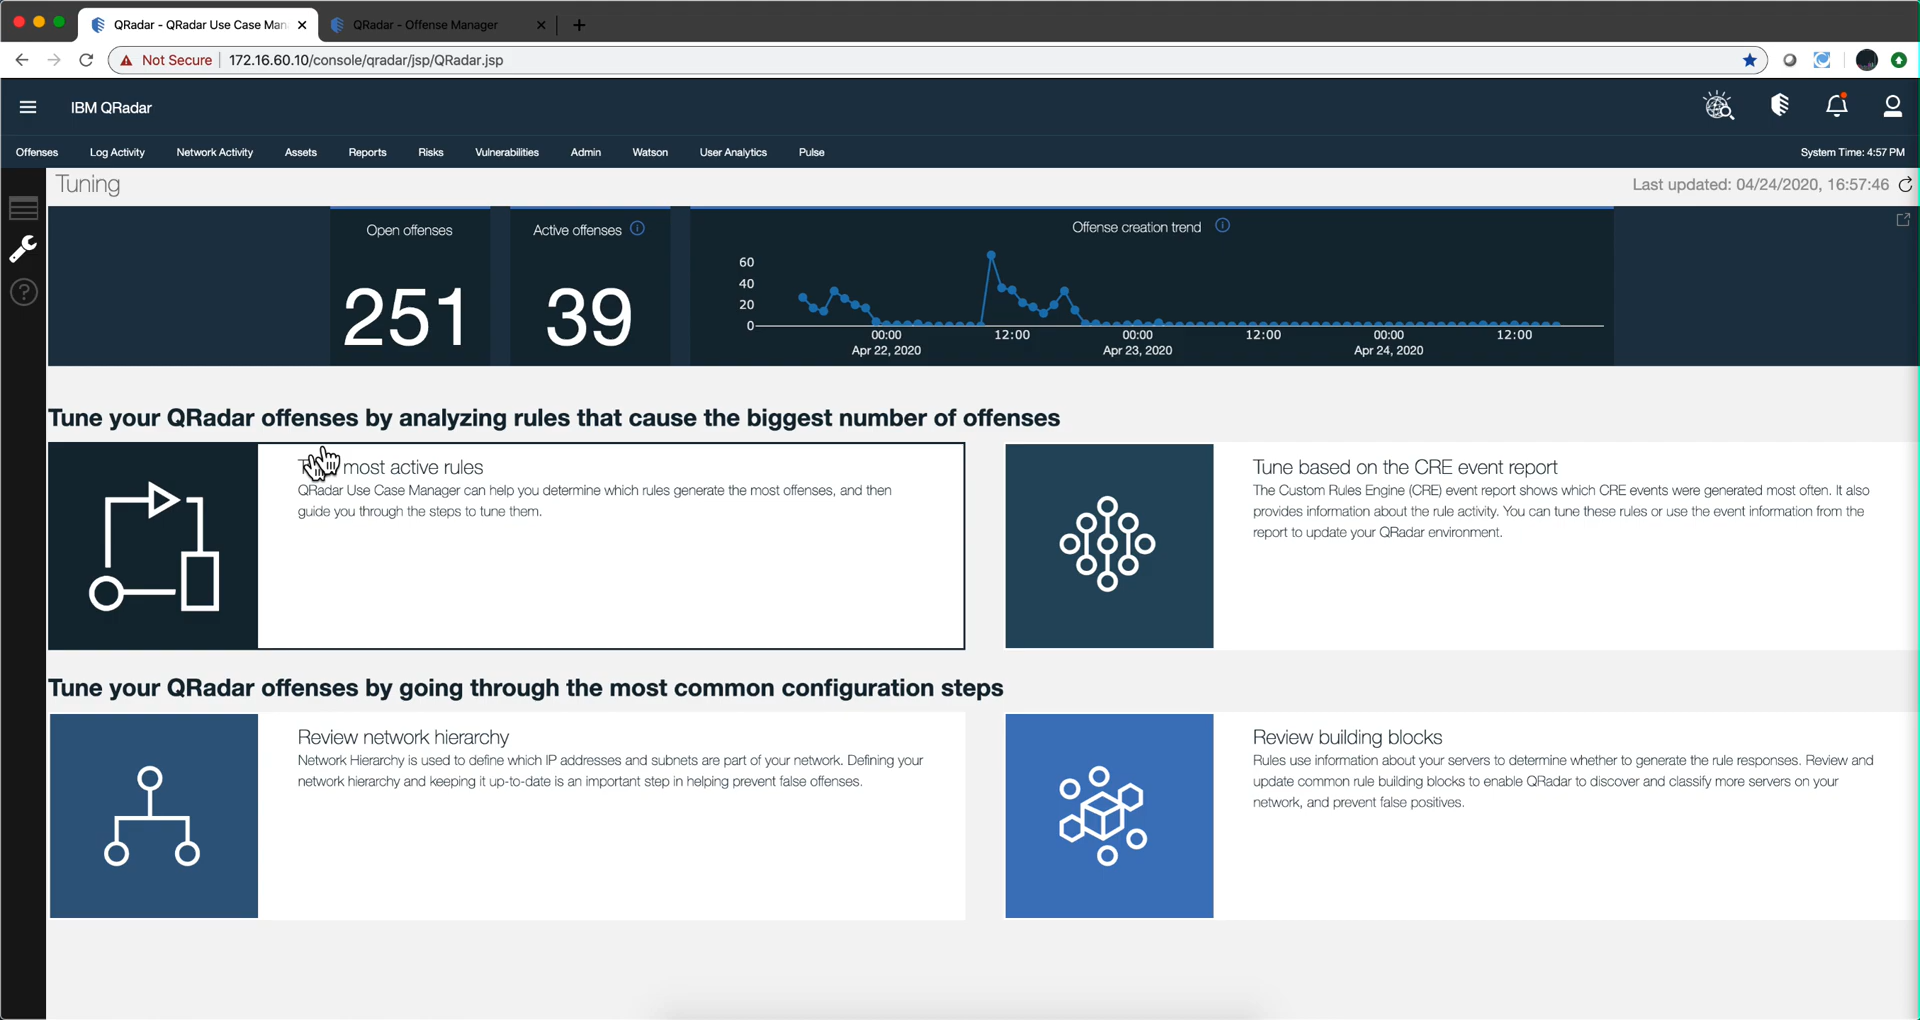 QRadar - QRadar Use Case Man
QRadar - Offense Manager
Not Secure
172.16.60.10/console/qradar/jsp/QRadar.jsp
IBM QRadar
Offenses
Log Activity
Network Activity
Assets
Reports
Risks
Vulnerabilities
Admin
Watson
User Analytics
Pulse
System Time: 4:57 PM
Tuning
Last updated: 04/24/2020, 16:57:46
Open offenses
251
Active offenses
39
Offense creation trend
60
40
20
0
00:00
12:00
00:00
12:00
00:00
12:00
Apr 22, 2020
Apr 23, 2020
Apr 24, 2020
Tune your QRadar offenses by analyzing rules that cause the biggest number of offenses
most active rules
QRadar Use Case Manager can help you determine which rules generate the most offenses, and then
guide you through the steps to tune them.
Tune based on the CRE event report
The Custom Rules Engine (CRE) event report shows which CRE events were generated most often. It also
provides information about the rule activity. You can tune these rules or use the event information from the
report to update your QRadar environment.
Tune your QRadar offenses by going through the most common configuration steps
Review network hierarchy
Network Hierarchy is used to define which IP addresses and subnets are part of your network. Defining your
network hierarchy and keeping it up-to-date is an important step in helping prevent false offenses.
Review building blocks
Rules use information about your servers to determine whether to generate the rule responses. Review and
update common rule building blocks to enable QRadar to discover and classify more servers on your
network, and prevent false positives.